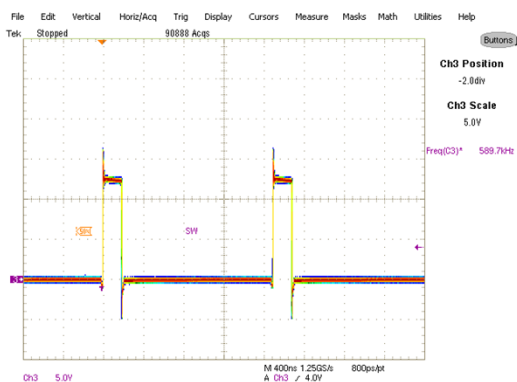 File Edit Vertical Horiz/Acq Trig Display Cursors Measure Masks Math Utilities Help
Tek Stopped 90888 Acqs
Buttons
Ch3 Position
-2.0div
Ch3 Scale
5.0V
Freq(C3)* 589.7kHz
SW
Ch3 5.0V
M 400ns 1.25GS/s 800ps/pt
A Ch3 / 4.0V